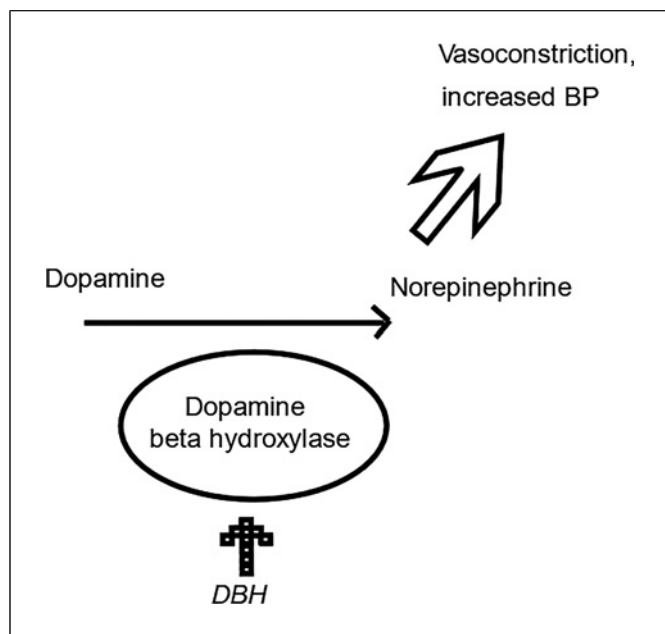 Vasoconstriction,
increased BP
Dopamine
Norepinephrine
Dopamine
beta hydroxylase
DBH